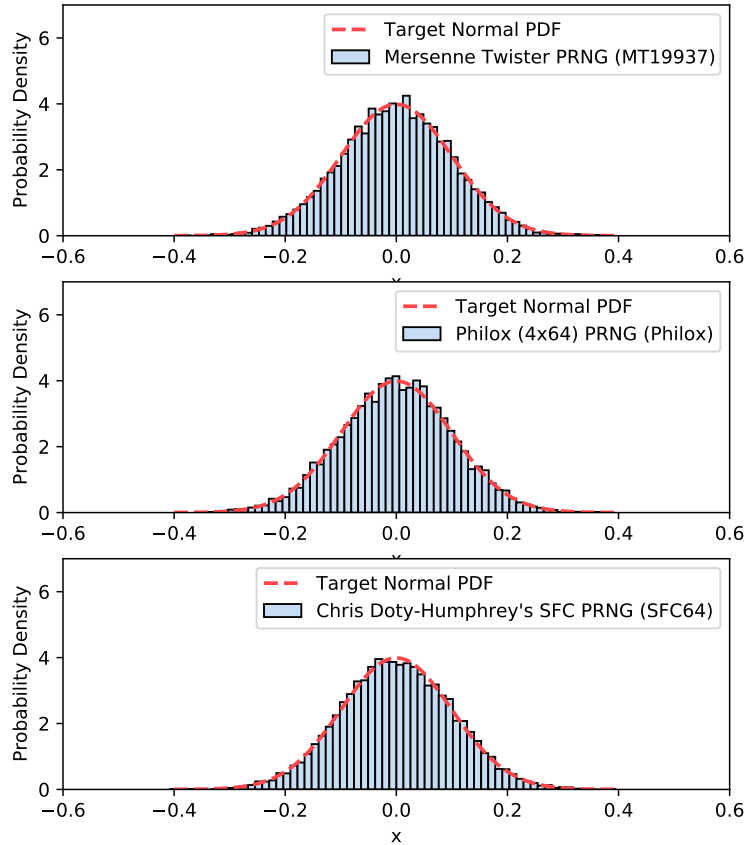 6
4
2
0
Probability Density
Target Normal PDF
Mersenne Twister PRNG (MT19937)
−0.6 −0.4 −0.2 0.0 0.2 0.4 0.6
6
4
2
0
Probability Density
Target Normal PDF
Philox (4x64) PRNG (Philox)
−0.6 −0.4 −0.2 0.0 0.2 0.4 0.6
6
4
2
0
Probability Density
Target Normal PDF
Chris Doty-Humphrey's SFC PRNG (SFC64)
−0.6 −0.4 −0.2 0.0 0.2 0.4 0.6
x